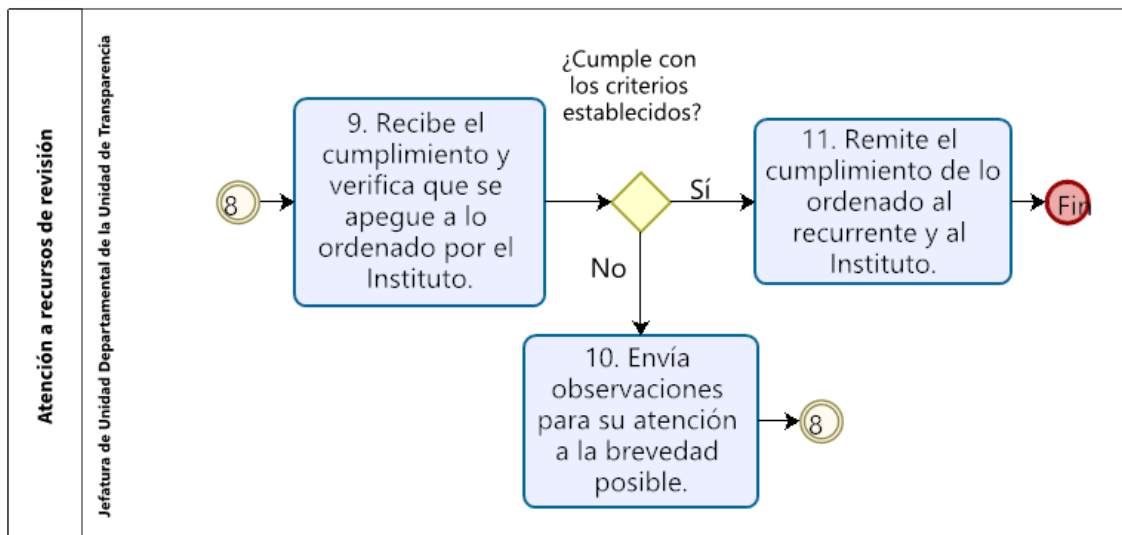 Atención a recursos de revisión
Jefatura de Unidad Departamental de la Unidad de Transparencia
8
9. Recibe el
cumplimiento y
verifica que se
apegue a lo
ordenado por el
Instituto.
¿Cumple con
los criterios
establecidos?
Sí
11. Remite el
cumplimiento de lo
ordenado al
recurrente y al
Instituto.
Fin
No
10. Envía
observaciones
para su atención
a la brevedad
posible.
8